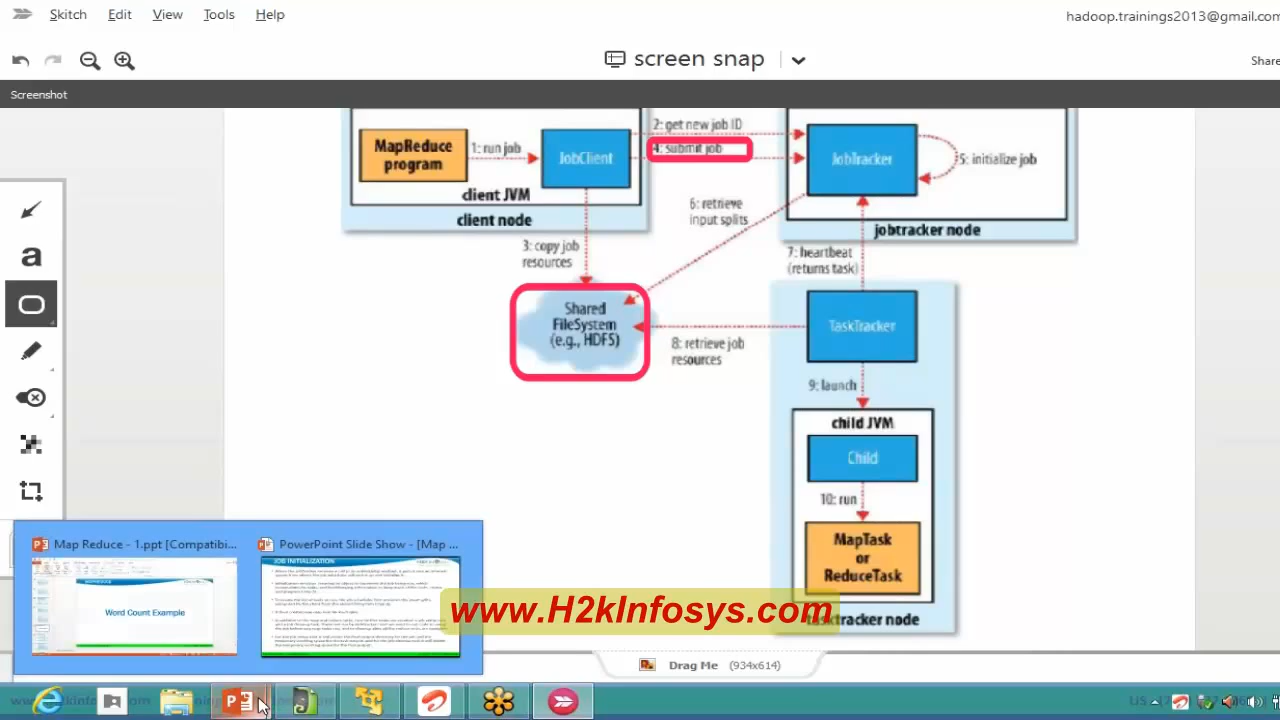 Skitch Edit View Tools Help
hadoop.trainings2013@gmail.com
screen snap
Share
Screenshot
2: get new job ID
MapReduce
program
1: run job
JobClient
4: submit job
JobTracker
5: initialize job
client JVM
client node
6: retrieve
input splits
jobtracker node
3: copy job
resources
7: heartbeat
(returns task)
Shared
FileSystem
(e.g., HDFS)
TaskTracker
8: retrieve job
resources
9: launch
child JVM
Child
10: run
MapTask
or
ReduceTask
Map Reduce - 1.ppt [Compatibi...
PowerPoint Slide Show - [Map ...
JOB INITIALIZATION
Word Count Example
www.H2kInfosys.com
tracker node
Drag Me (934x614)
US